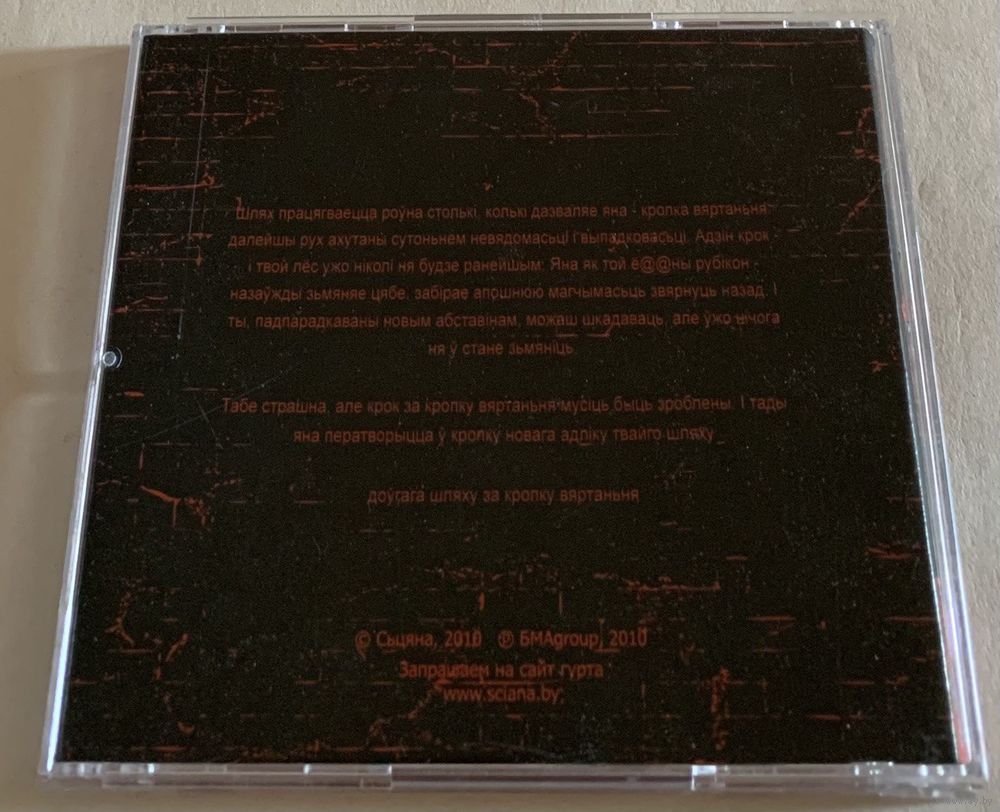 Шлях працягваецца роўна столькі, колькі дазваляе яна - кропка вяртаньня:
далейшы рух ахутаны сутоньнем невядомасьці і выпадковасьці. Адзін крок
і твой лёс ужо ніколі ня будзе ранейшым. Яна як той ё@@ны рубікон -
назаўжды зьмяняе цябе, забірае апошнюю магчымасьць звярнуць назад. І
ты, падпарадкаваны новым абставінам, можаш шкадаваць, але ўжо нічога
ня ў стане зьмяніць.
Табе страшна, але крок за кропку вяртаньня мусіць быць зроблены. І тады
яна ператворыцца ў кропку новага адліку твайго шляху...
доўгага шляху за кропку вяртаньня
© Сьцяна, 2010 ℗ БМАgroup, 2010
Запрашаем на сайт гурта
www.sciana.by